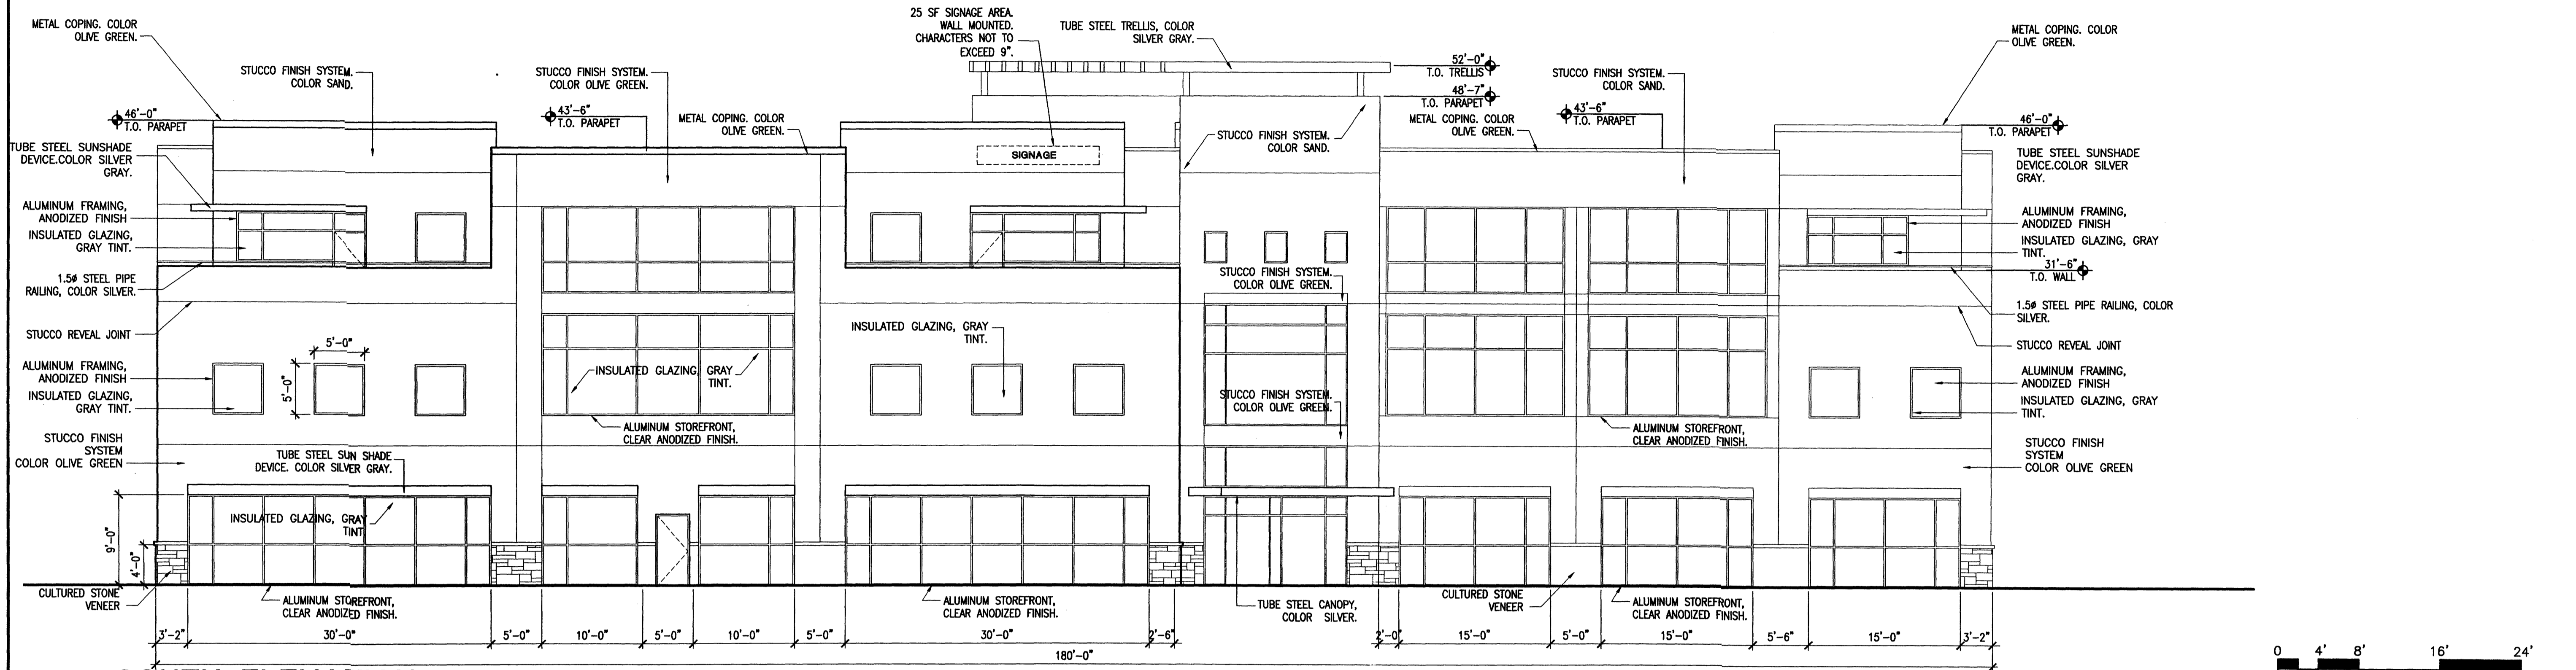 METAL COPING. COLOR
OLIVE GREEN.
STUCCO FINISH SYSTEM.
COLOR SAND.
46'-0"
T.O. PARAPET
STUCCO FINISH SYSTEM.
COLOR OLIVE GREEN.
43'-6"
T.O. PARAPET
METAL COPING. COLOR
OLIVE GREEN.
25 SF SIGNAGE AREA.
WALL MOUNTED.
CHARACTERS NOT TO
EXCEED 9".
SIGNAGE
TUBE STEEL TRELLIS, COLOR
SILVER GRAY.
52'-0"
T.O. TRELLIS
48'-7"
T.O. PARAPET
METAL COPING. COLOR
OLIVE GREEN.
STUCCO FINISH SYSTEM.
COLOR SAND.
STUCCO FINISH SYSTEM.
COLOR SAND.
43'-6"
T.O. PARAPET
METAL COPING. COLOR
OLIVE GREEN.
46'-0"
T.O. PARAPET
TUBE STEEL SUNSHADE
DEVICE.COLOR SILVER
GRAY.
ALUMINUM FRAMING,
ANODIZED FINISH
INSULATED GLAZING,
GRAY TINT.
1.5ø STEEL PIPE
RAILING, COLOR SILVER.
STUCCO REVEAL JOINT
ALUMINUM FRAMING,
ANODIZED FINISH
INSULATED GLAZING,
GRAY TINT.
5'-0"
5'-0"
STUCCO FINISH
SYSTEM
COLOR OLIVE GREEN
TUBE STEEL SUN SHADE
DEVICE. COLOR SILVER GRAY.
INSULATED GLAZING, GRAY
TINT
9'-0"
4'-0"
CULTURED STONE
VENEER
ALUMINUM STOREFRONT,
CLEAR ANODIZED FINISH.
INSULATED GLAZING, GRAY
TINT.
ALUMINUM STOREFRONT,
CLEAR ANODIZED FINISH.
INSULATED GLAZING, GRAY
TINT.
ALUMINUM STOREFRONT,
CLEAR ANODIZED FINISH.
STUCCO FINISH SYSTEM.
COLOR OLIVE GREEN.
STUCCO FINISH SYSTEM.
COLOR OLIVE GREEN.
TUBE STEEL CANOPY,
COLOR SILVER.
CULTURED STONE
VENEER
ALUMINUM STOREFRONT,
CLEAR ANODIZED FINISH.
ALUMINUM STOREFRONT,
CLEAR ANODIZED FINISH.
TUBE STEEL SUNSHADE
DEVICE.COLOR SILVER
GRAY.
ALUMINUM FRAMING,
ANODIZED FINISH
INSULATED GLAZING, GRAY
TINT.
31'-6"
T.O. WALL
1.5ø STEEL PIPE RAILING, COLOR
SILVER.
STUCCO REVEAL JOINT
ALUMINUM FRAMING,
ANODIZED FINISH
INSULATED GLAZING, GRAY
TINT.
STUCCO FINISH
SYSTEM
COLOR OLIVE GREEN
3'-2" 30'-0" 5'-0" 10'-0" 5'-0" 10'-0" 5'-0" 30'-0" 2'-6" 2'-0" 15'-0" 5'-0" 15'-0" 5'-6" 15'-0" 3'-2"
180'-0"
0 4' 8' 16' 24'